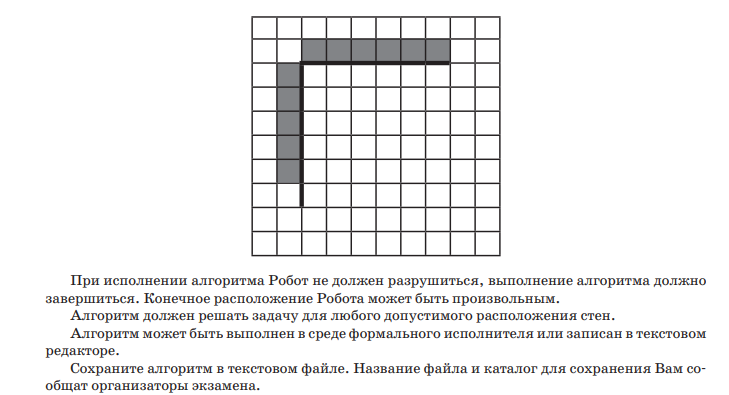 При исполнении алгоритма Робот не должен разрушиться, выполнение алгоритма должно
завершиться. Конечное расположение Робота может быть произвольным.
Алгоритм должен решать задачу для любого допустимого расположения стен.
Алгоритм может быть выполнен в среде формального исполнителя или записан в текстовом
редакторе.
Сохраните алгоритм в текстовом файле. Название файла и каталог для сохранения Вам со-
общат организаторы экзамена.